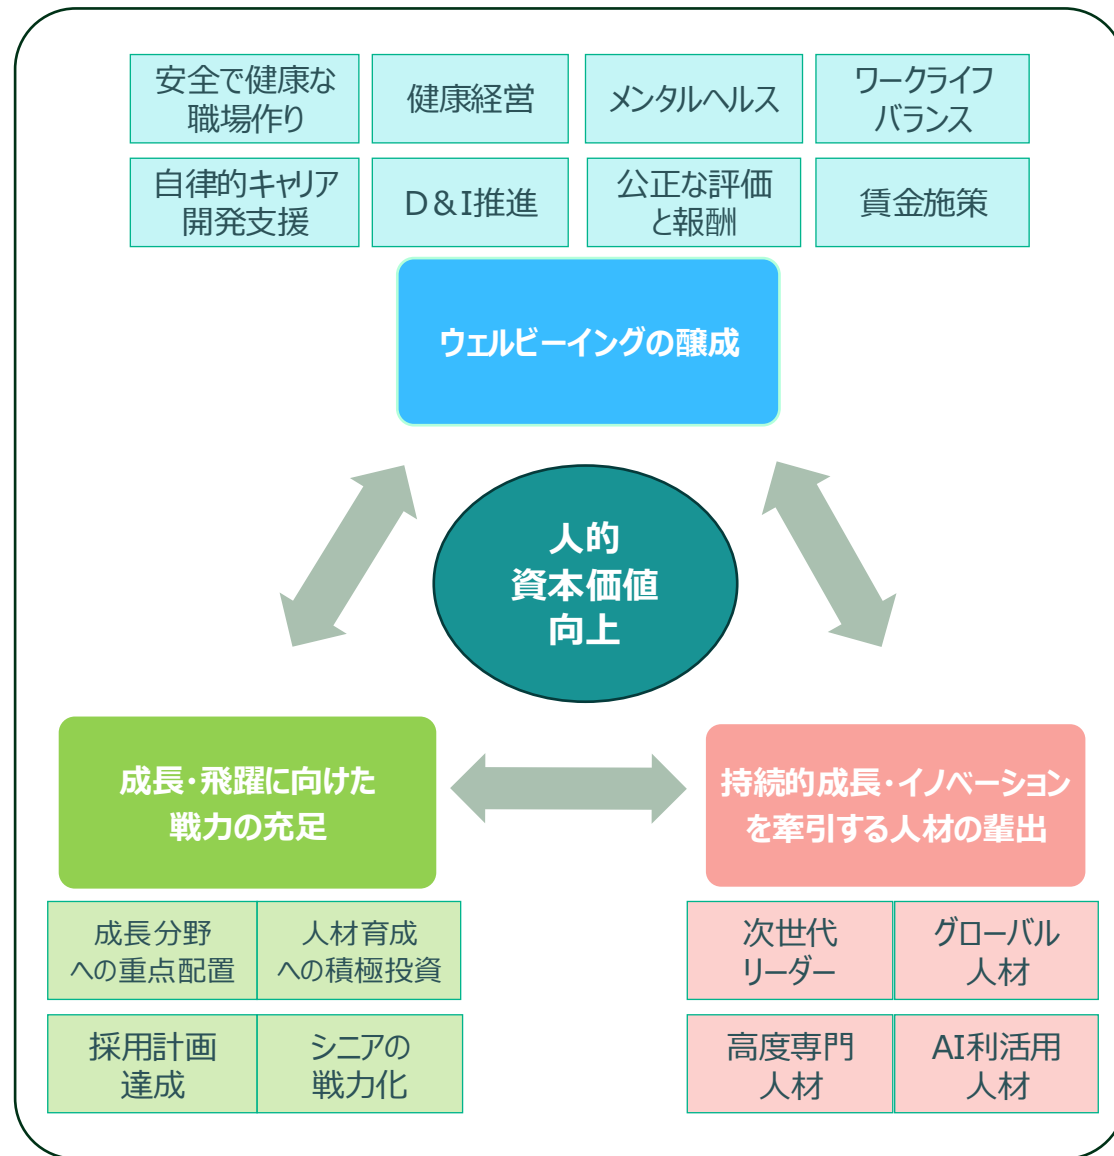 安全で健康な
職場作り
健康経営
メンタルヘルス
ワークライフ
バランス
自律的キャリア
開発支援
D&I推進
公正な評価
と報酬
賃金施策
ウェルビーイングの醸成
人的
資本価値
向上
成長・飛躍に向けた
戦力の充足
持続的成長・イノベーション
を牽引する人材の輩出
成長分野
への重点配置
人材育成
への積極投資
採用計画
達成
シニアの
戦力化
次世代
リーダー
グローバル
人材
高度専門
人材
AI利活用
人材